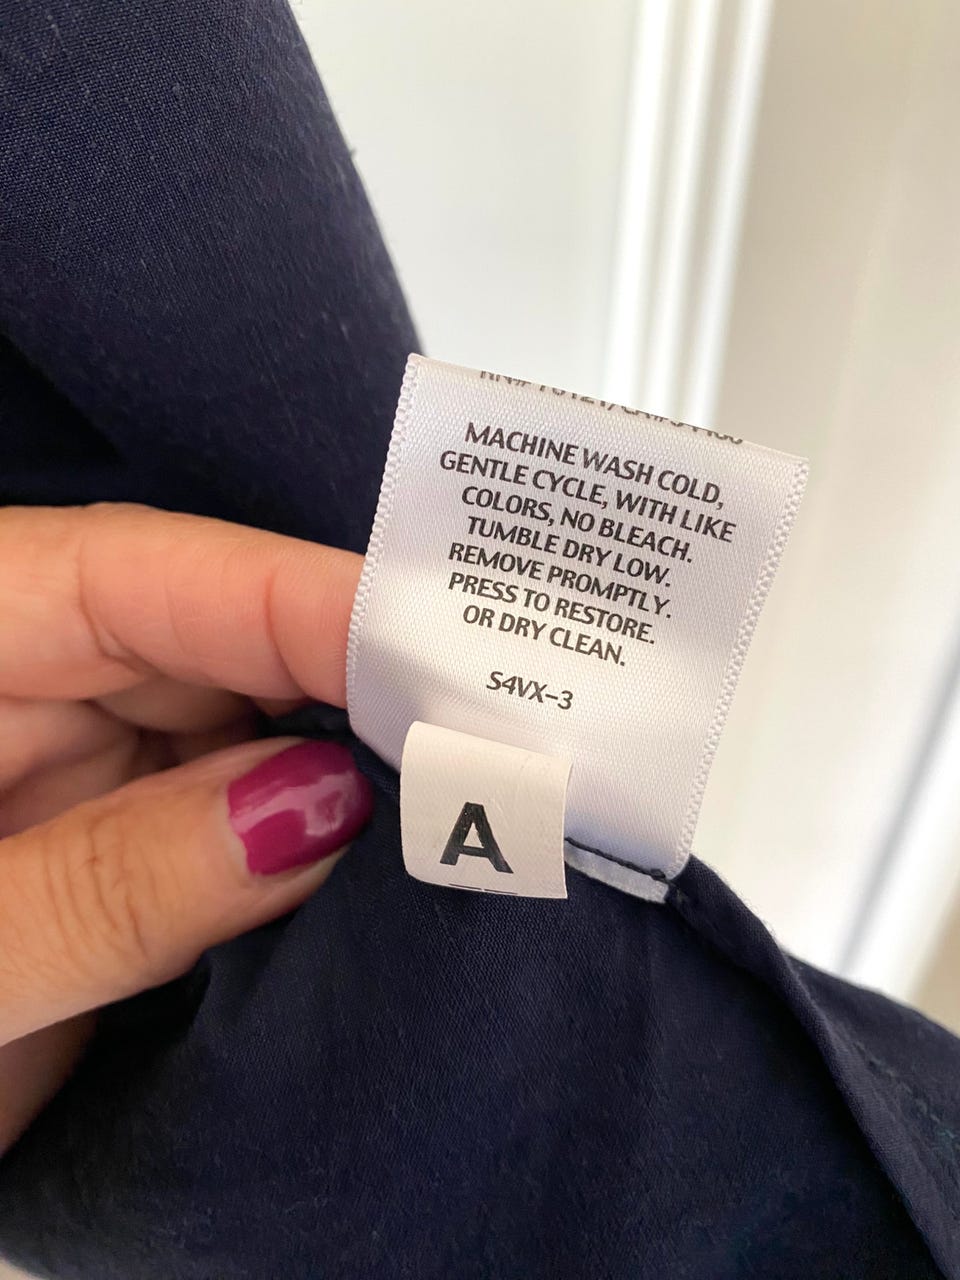 MACHINE WASH COLD,
GENTLE CYCLE, WITH LIKE
COLORS, NO BLEACH.
TUMBLE DRY LOW.
REMOVE PROMPTLY.
PRESS TO RESTORE.
OR DRY CLEAN.
S4VX-3
A